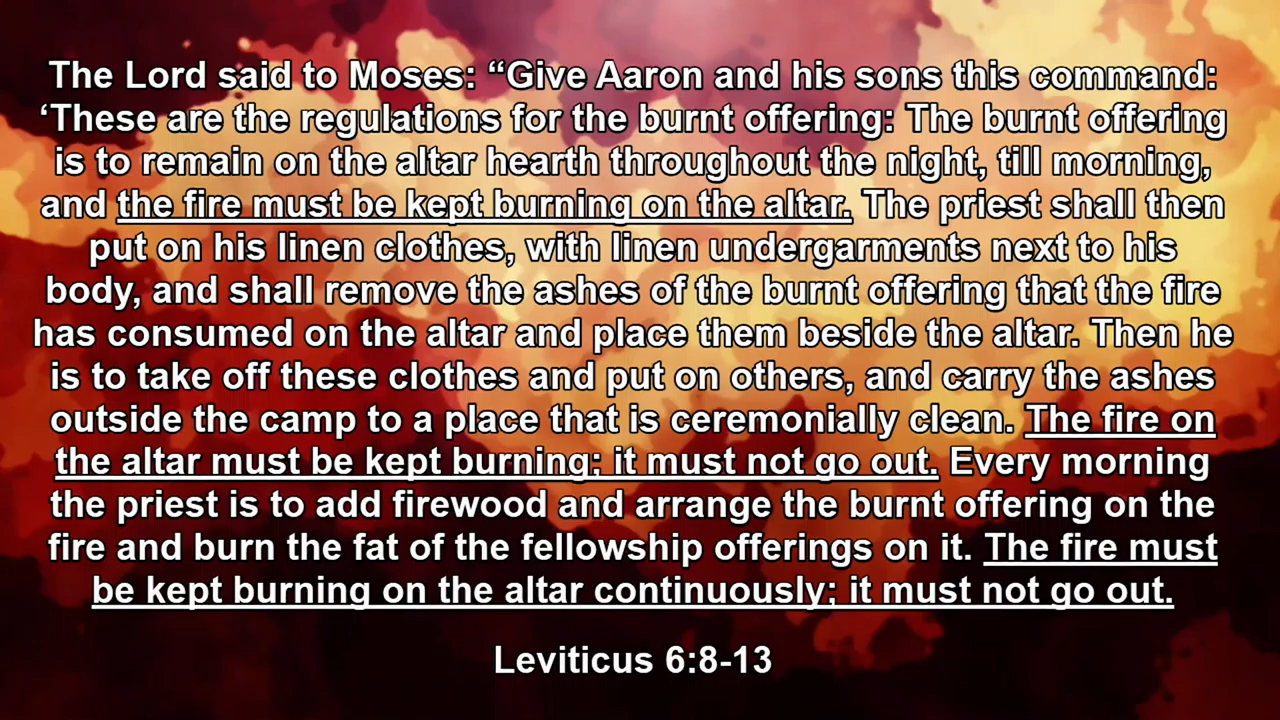 The Lord said to Moses: “Give Aaron and his sons this command:
‘These are the regulations for the burnt offering: The burnt offering
is to remain on the altar hearth throughout the night, till morning,
and the fire must be kept burning on the altar. The priest shall then
put on his linen clothes, with linen undergarments next to his
body, and shall remove the ashes of the burnt offering that the fire
has consumed on the altar and place them beside the altar. Then he
is to take off these clothes and put on others, and carry the ashes
outside the camp to a place that is ceremonially clean. The fire on
the altar must be kept burning; it must not go out. Every morning
the priest is to add firewood and arrange the burnt offering on the
fire and burn the fat of the fellowship offerings on it. The fire must
be kept burning on the altar continuously; it must not go out.
Leviticus 6:8-13